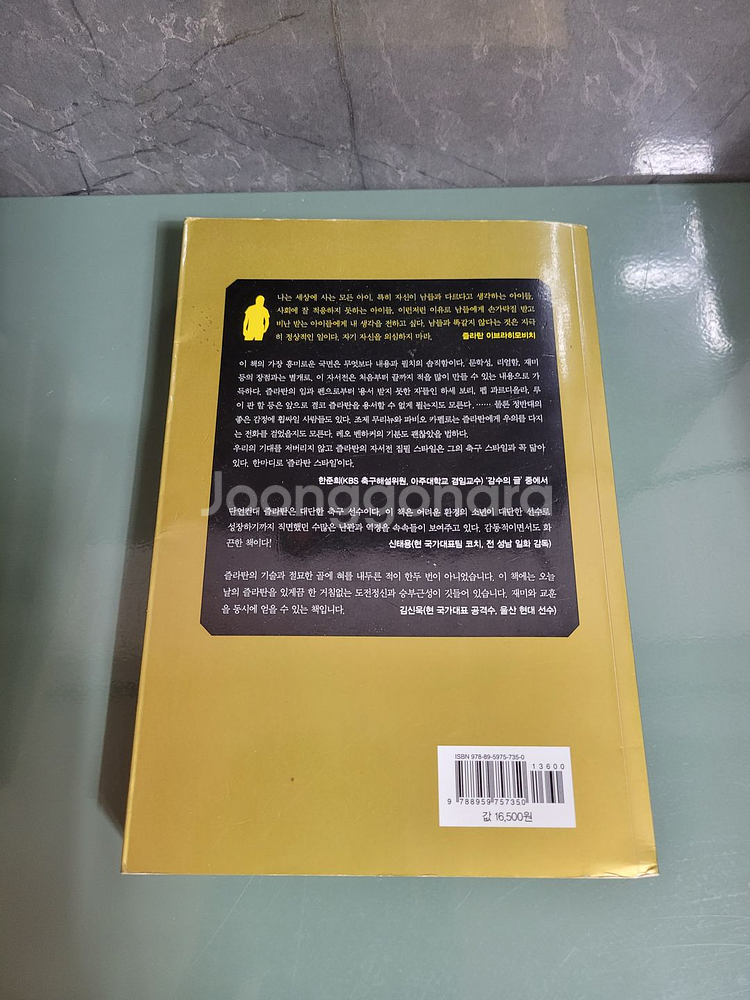 나는 세상에 사는 모든 아이, 특히 자신이 남들과 다르다고 생각하는 아이들,
사회에 잘 적응하지 못하는 아이들, 이런저런 이유로 남들에게 손가락질 받고
비난 받는 아이들에게 내 생각을 전하고 싶다. 남들과 똑같지 않다는 것은 지극
히 정상적인 일이다. 자기 자신을 의심하지 마라. 즐라탄 이브라히모비치
이 책의 가장 흥미로운 국면은 무엇보다 내용과 필치의 솔직함이다. 문학성, 리얼함, 재미
등의 장점과는 별개로, 이 자서전은 처음부터 끝까지 적을 많이 만들 수 있는 내용으로 가
득하다. 즐라탄의 입과 펜으로부터 '용서 받지 못한 자'들인 하세 보리, 펩 과르디올라, 루
이 판 할 등은 앞으로 결코 즐라탄을 용서할 수 없게 될는지도 모른다. …… 물론 정반대의
좋은 감정에 휩싸일 사람들도 있다. 조제 무리뉴와 파비오 카펠로는 즐라탄에게 우의를 다지
는 전화를 걸었을지도 모른다. 레오 벤하커의 기분도 괜찮았을 법하다.
우리의 기대를 저버리지 않고 즐라탄의 자서전 집필 스타일은 그의 축구 스타일과 꼭 닮아
있다. 한마디로 '즐라탄 스타일'이다.
한준희(KBS 축구해설위원, 아주대학교 겸임교수) '감수의 글' 중에서
Joonggonara
단언컨대 즐라탄은 대단한 축구 선수이다. 이 책은 어려운 환경의 소년이 대단한 선수로
성장하기까지 직면했던 수많은 난관과 역경을 속속들이 보여주고 있다. 감동적이면서도 화
끈한 책이다! 신태용(현 국가대표팀 코치, 전 성남 일화 감독)
즐라탄의 기술과 절묘한 골에 혀를 내두른 적이 한두 번이 아니었습니다. 이 책에는 오늘
날의 즐라탄을 있게끔 한 거침없는 도전정신과 승부근성이 깃들어 있습니다. 재미와 교훈
을 동시에 얻을 수 있는 책입니다. 김신욱(현 국가대표 공격수, 울산 현대 선수)
ISBN 978-89-5975-735-0
13600
9 788959 757350
값 16,500원